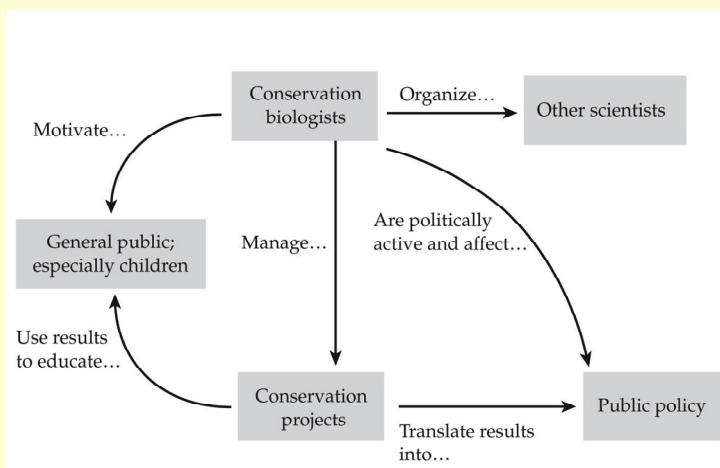 Conservation
biologists
Organize…
Other scientists
Motivate…
General public;
especially children
Manage…
Are politically
active and affect…
Use results
to educate…
Conservation
projects
Translate results
into…
Public policy